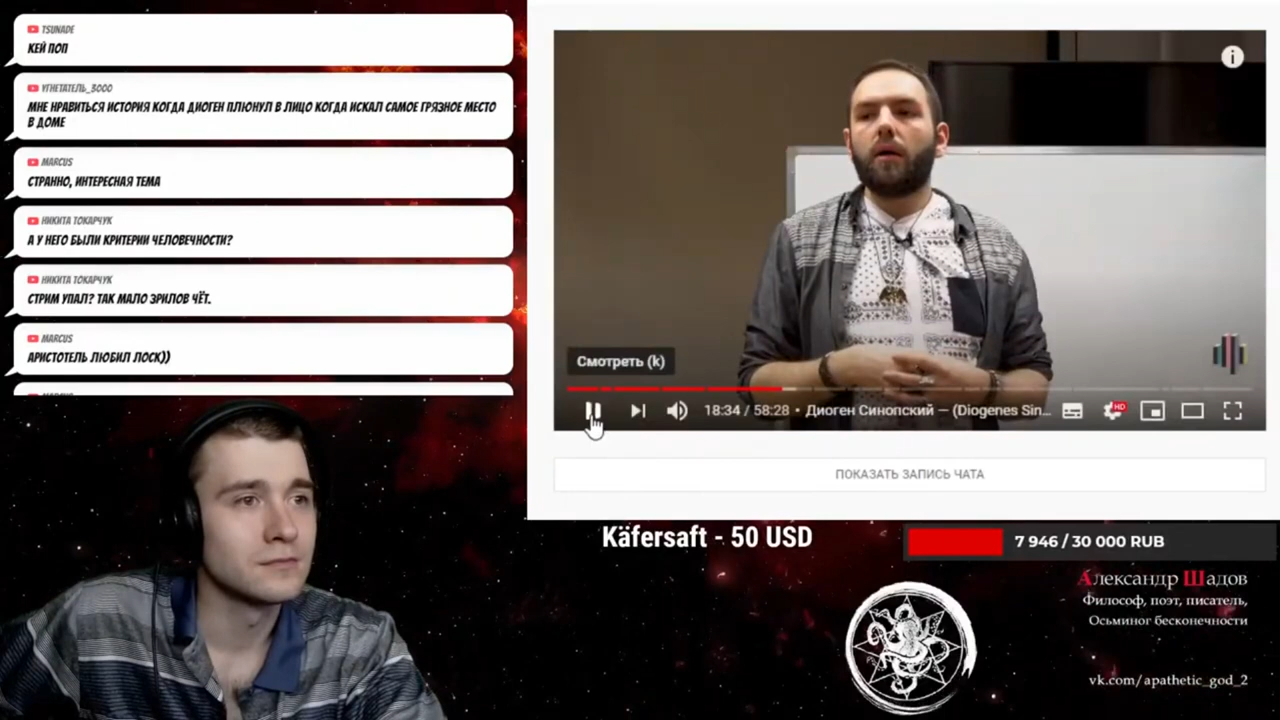 TSUNADE
КЕЙ ПОП
УГНЕТАТЕЛЬ_3000
МНЕ НРАВИТЬСЯ ИСТОРИЯ КОГДА ДИОГЕН ПЛЮНУЛ В ЛИЦО КОГДА ИСКАЛ САМОЕ ГРЯЗНОЕ МЕСТО
В ДОМЕ
MARCUS
СТРАННО, ИНТЕРЕСНАЯ ТЕМА
НИКИТА ТОКАРЧУК
А У НЕГО БЫЛИ КРИТЕРИИ ЧЕЛОВЕЧНОСТИ?
НИКИТА ТОКАРЧУК
СТРИМ УПАЛ? ТАК МАЛО ЗРИЛОВ ЧЁТ.
MARCUS
АРИСТОТЕЛЬ ЛЮБИЛ ЛОСК))
Смотреть (k)
18:34 / 58:28 • Диоген Синопский — (Diogenes Sin...
HD
ПОКАЗАТЬ ЗАПИСЬ ЧАТА
Käfersaft - 50 USD
7 946 / 30 000 RUB
Александр Шадов
Философ, поэт, писатель,
Осьминог бесконечности
vk.com/apathetic_god_2